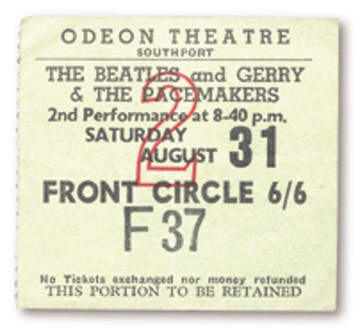 ODEON THEATRE
SOUTHPORT
THE BEATLES and GERRY
& THE PACEMAKERS
2nd Performance at 8-40 p.m.
SATURDAY
AUGUST 31
2
FRONT CIRCLE 6/6
F 37
No Tickets exchanged nor money refunded
THIS PORTION TO BE RETAINED